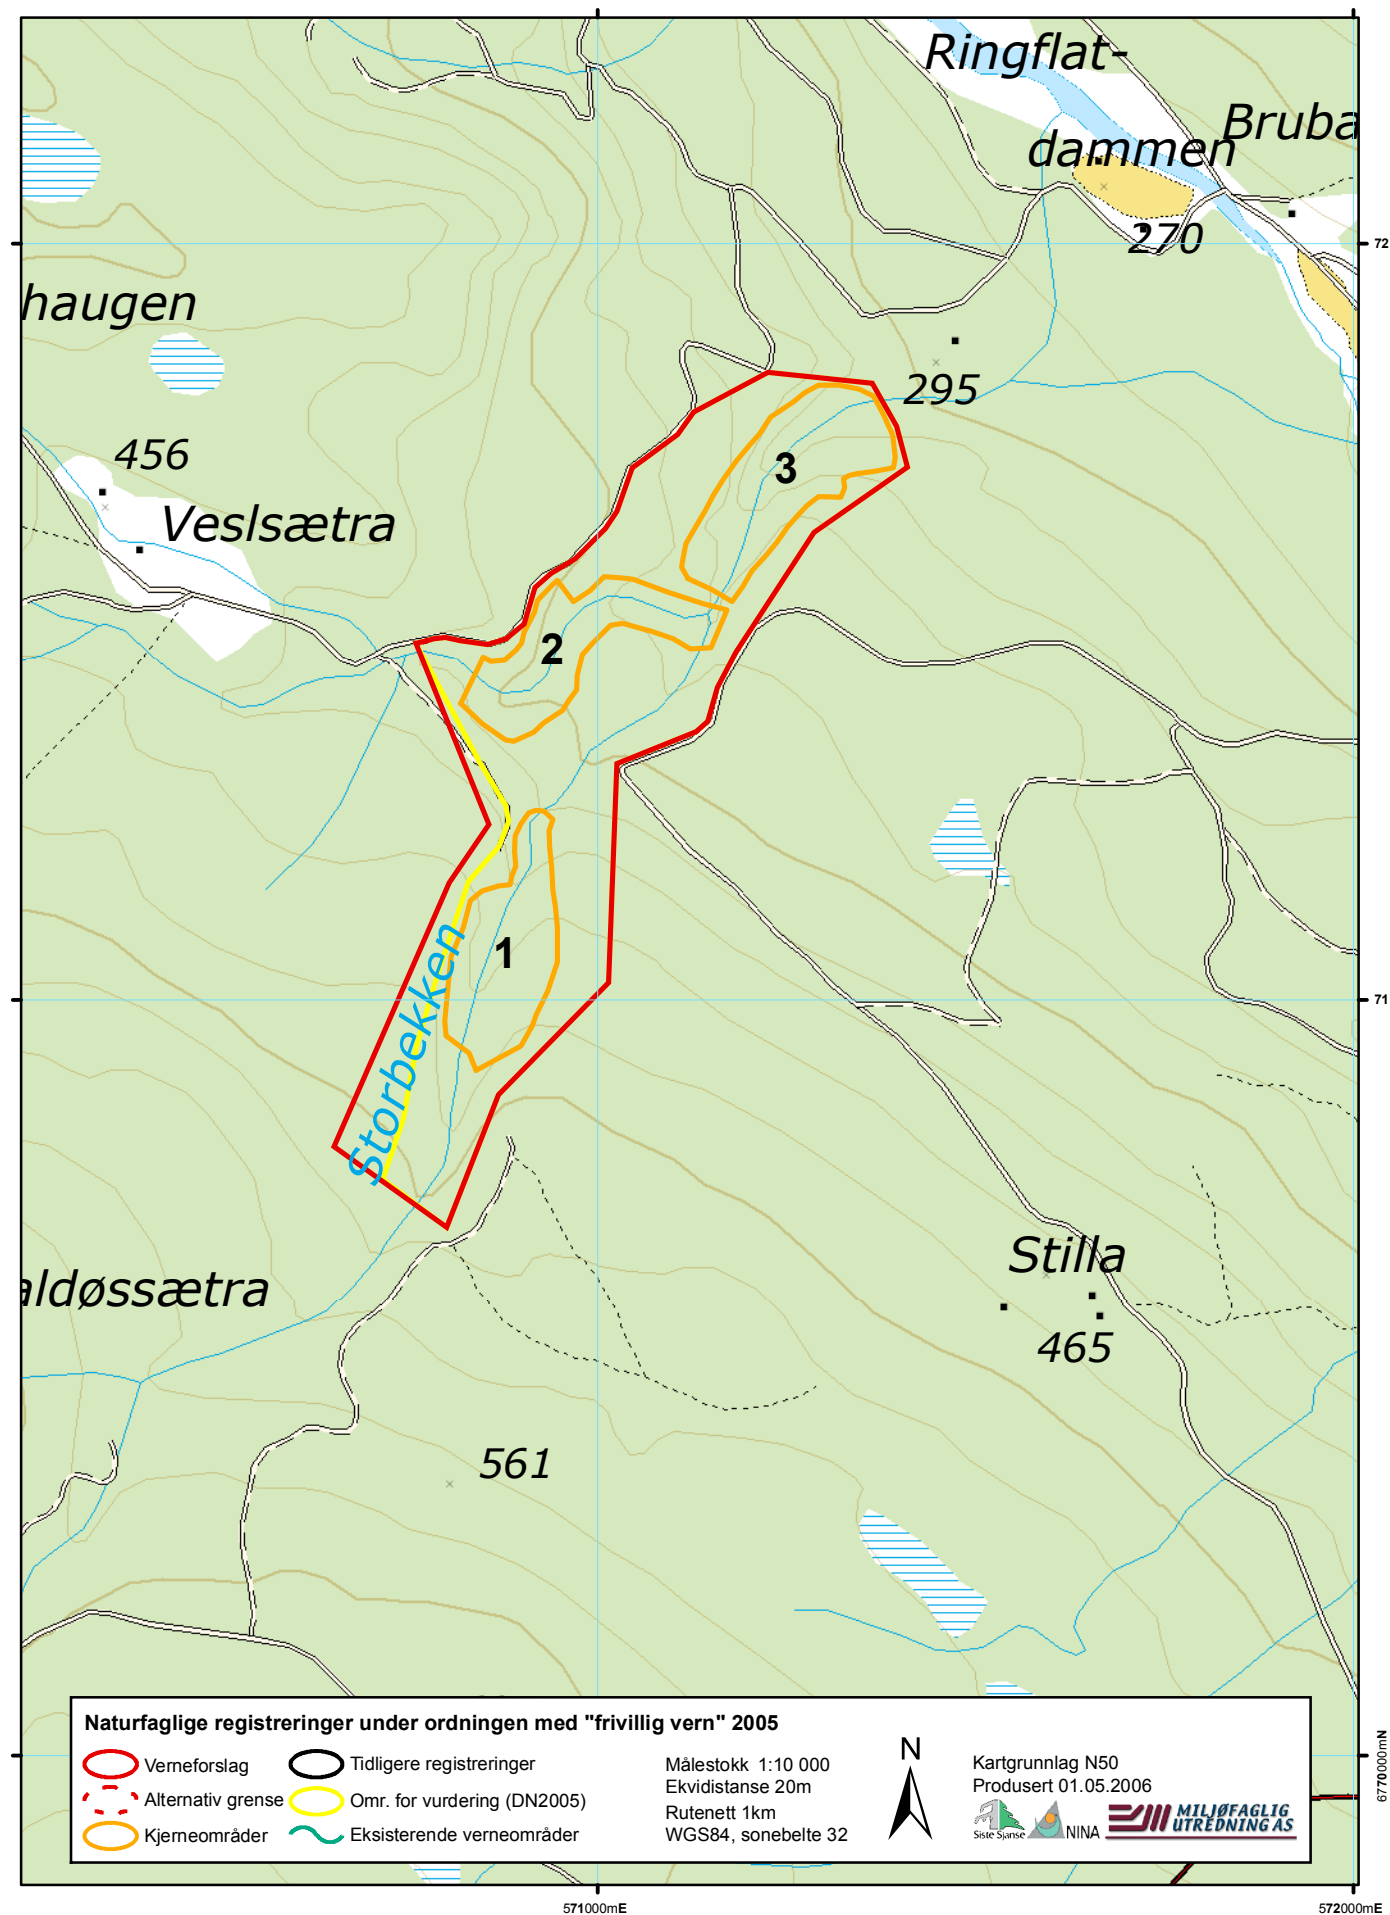 Ringflat-
Bruba
dammen
270
72
haugen
295
456
3
Veslsætra
2
1
Storbekken
71
Stilla
aldøssætra
465
561
Naturfaglige registreringer under ordningen med "frivillig vern" 2005
Verneforslag
Alternativ grense
Kjerneområder
Tidligere registreringer
Omr. for vurdering (DN2005)
Eksisterende verneområder
Målestokk 1:10 000
Ekvidistanse 20m
Rutenett 1km
WGS84, sonebelte 32
N
Kartgrunnlag N50
Produsert 01.05.2006
Siste Sjanse
NINA
MILJØFAGLIG
UTREDNING AS
6770000mN
571000mE
572000mE